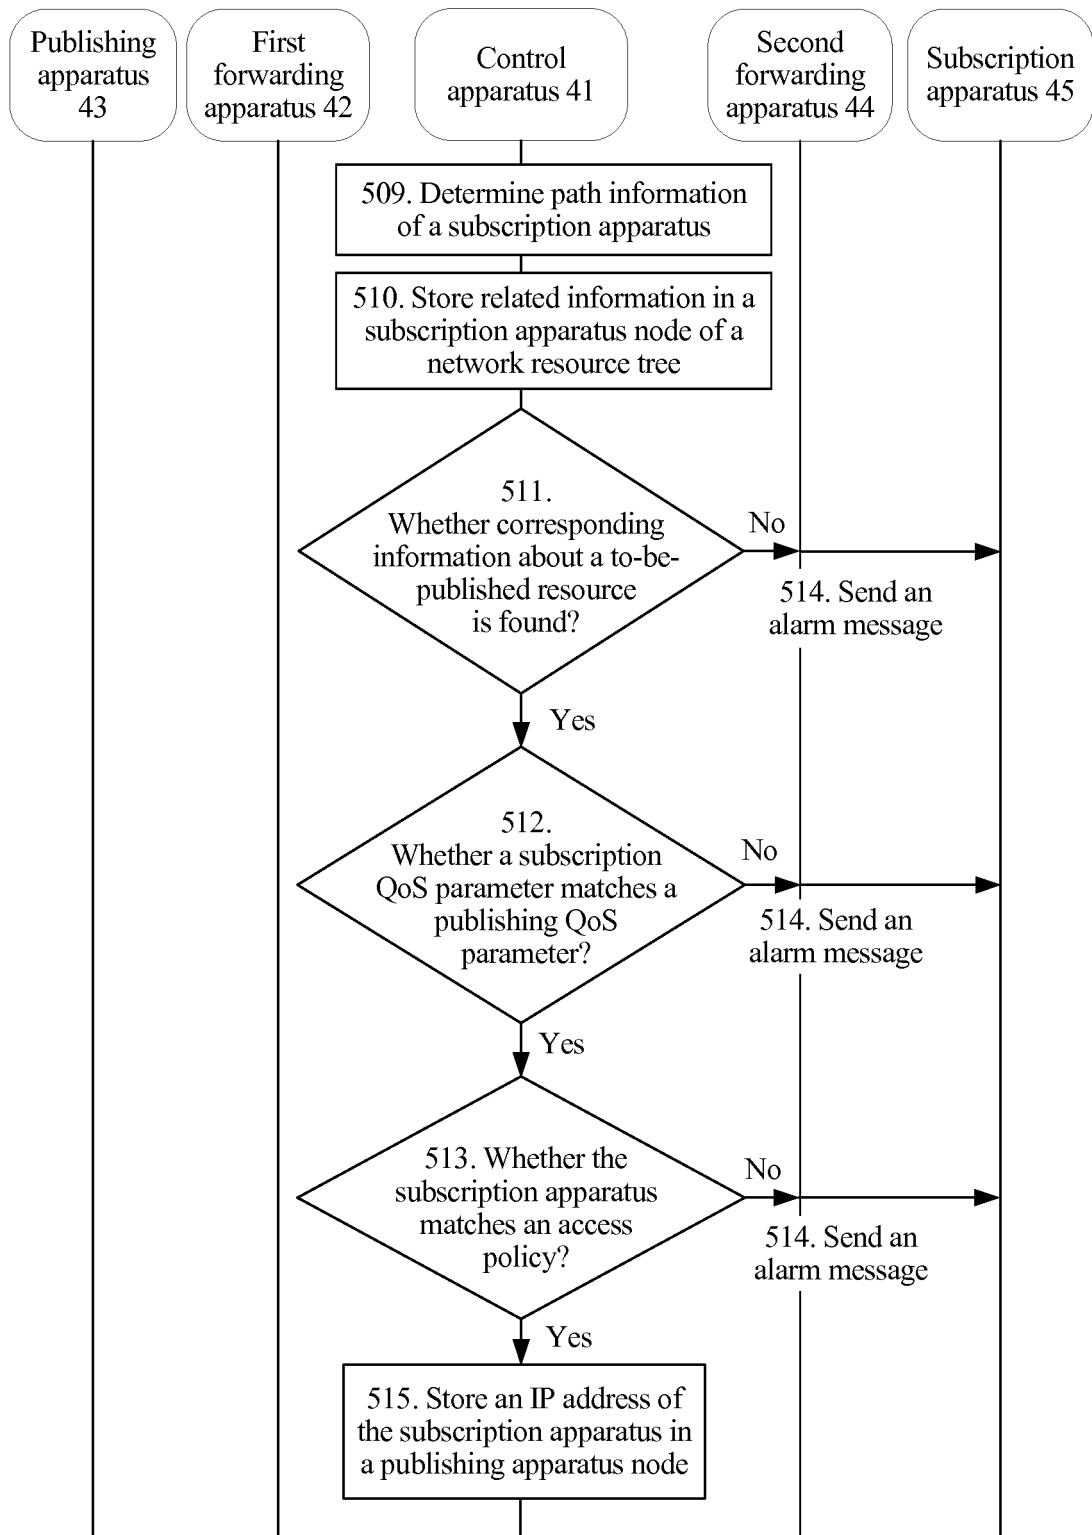 Publishing
apparatus
43
First
forwarding
apparatus 42
Control
apparatus 41
Second
forwarding
apparatus 44
Subscription
apparatus 45
509. Determine path information
of a subscription apparatus
510. Store related information in a
subscription apparatus node of a
network resource tree
511.
Whether corresponding
information about a to-be-
published resource
is found?
No
514. Send an
alarm message
Yes
512.
Whether a subscription
QoS parameter matches a
publishing QoS
parameter?
No
514. Send an
alarm message
Yes
513. Whether the
subscription apparatus
matches an access
policy?
No
514. Send an
alarm message
Yes
515. Store an IP address of
the subscription apparatus in
a publishing apparatus node